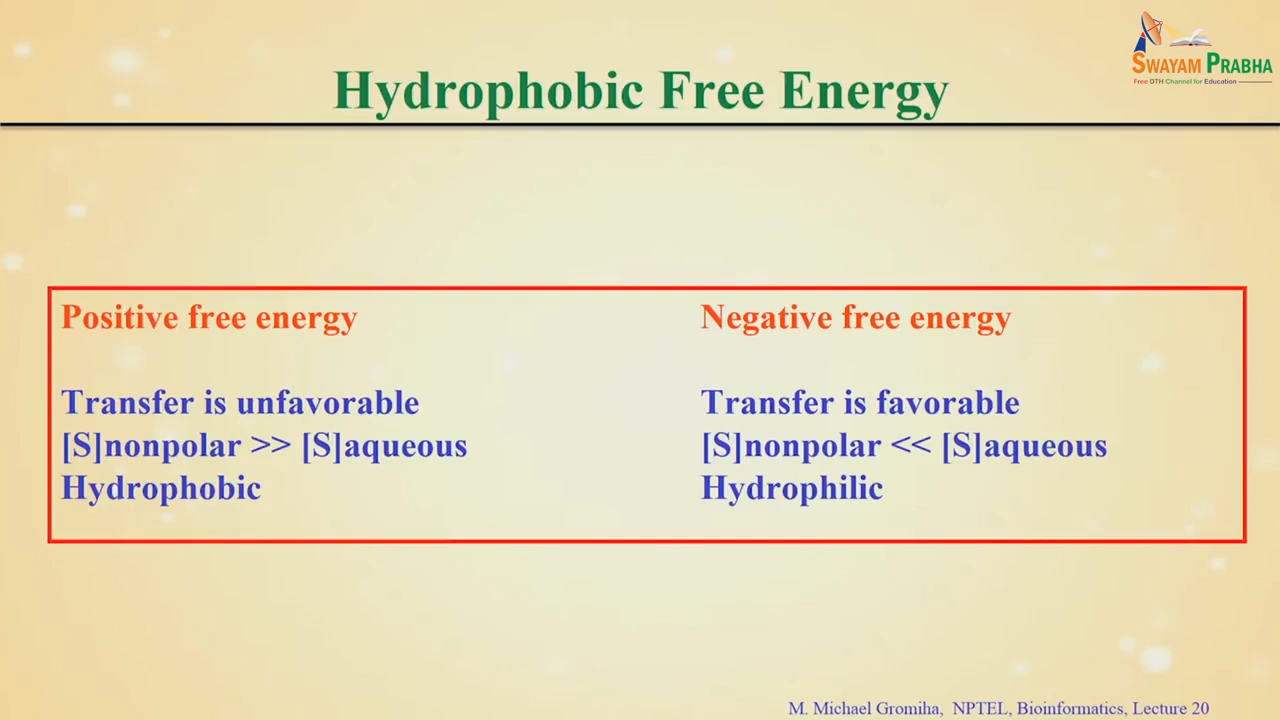 SWAYAM PRABHA
Free DTH Channel for Education
Hydrophobic Free Energy
Positive free energy
Transfer is unfavorable
[S]nonpolar >> [S]aqueous
Hydrophobic
Negative free energy
Transfer is favorable
[S]nonpolar << [S]aqueous
Hydrophilic
M. Michael Gromiha, NPTEL, Bioinformatics, Lecture 20